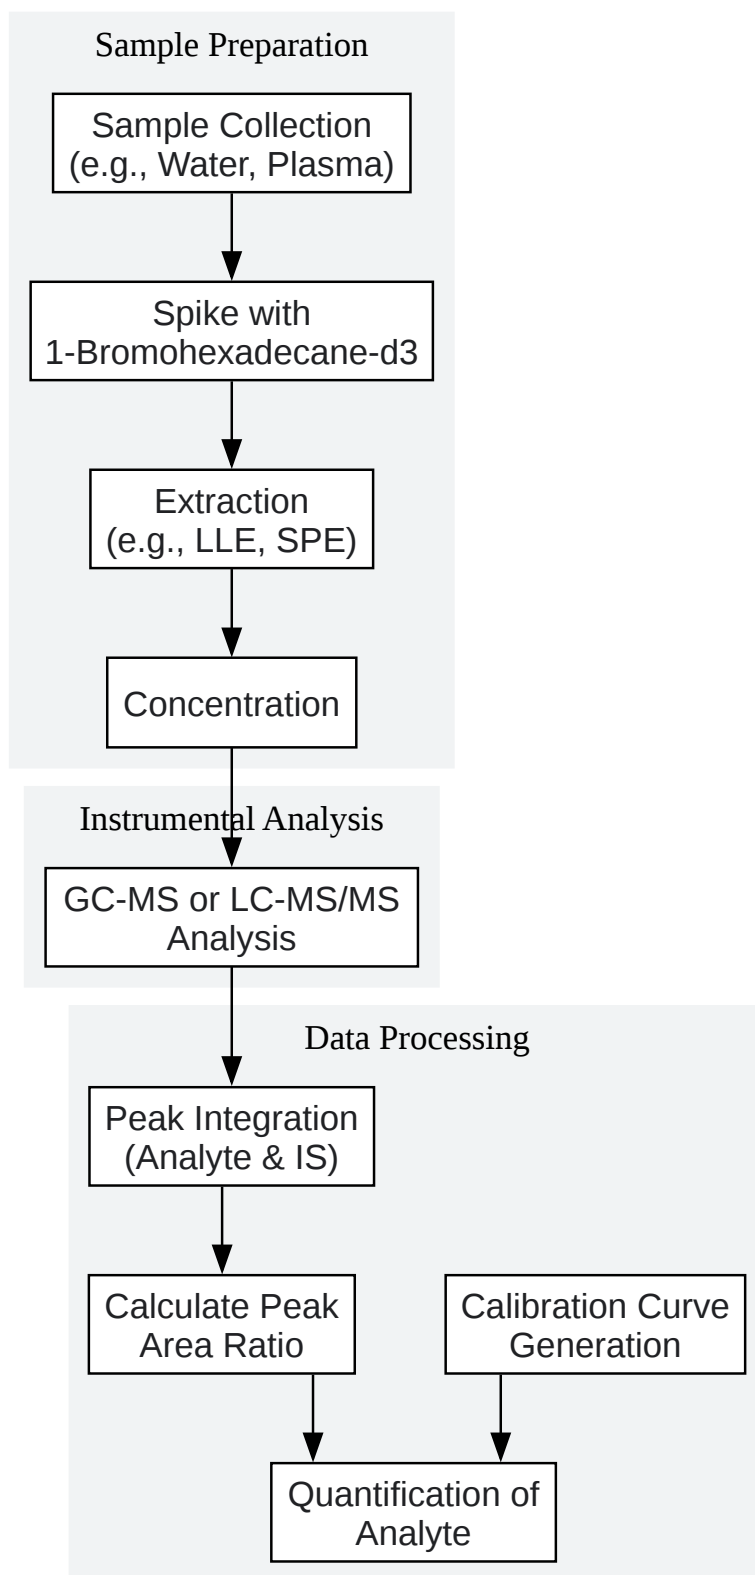 Sample Preparation
Sample Collection
(e.g., Water, Plasma)
Spike with
1-Bromohexadecane-d3
Extraction
(e.g., LLE, SPE)
Concentration
Instrumental Analysis
GC-MS or LC-MS/MS
Analysis
Data Processing
Peak Integration
(Analyte & IS)
Calculate Peak
Area Ratio
Calibration Curve
Generation
Quantification of
Analyte